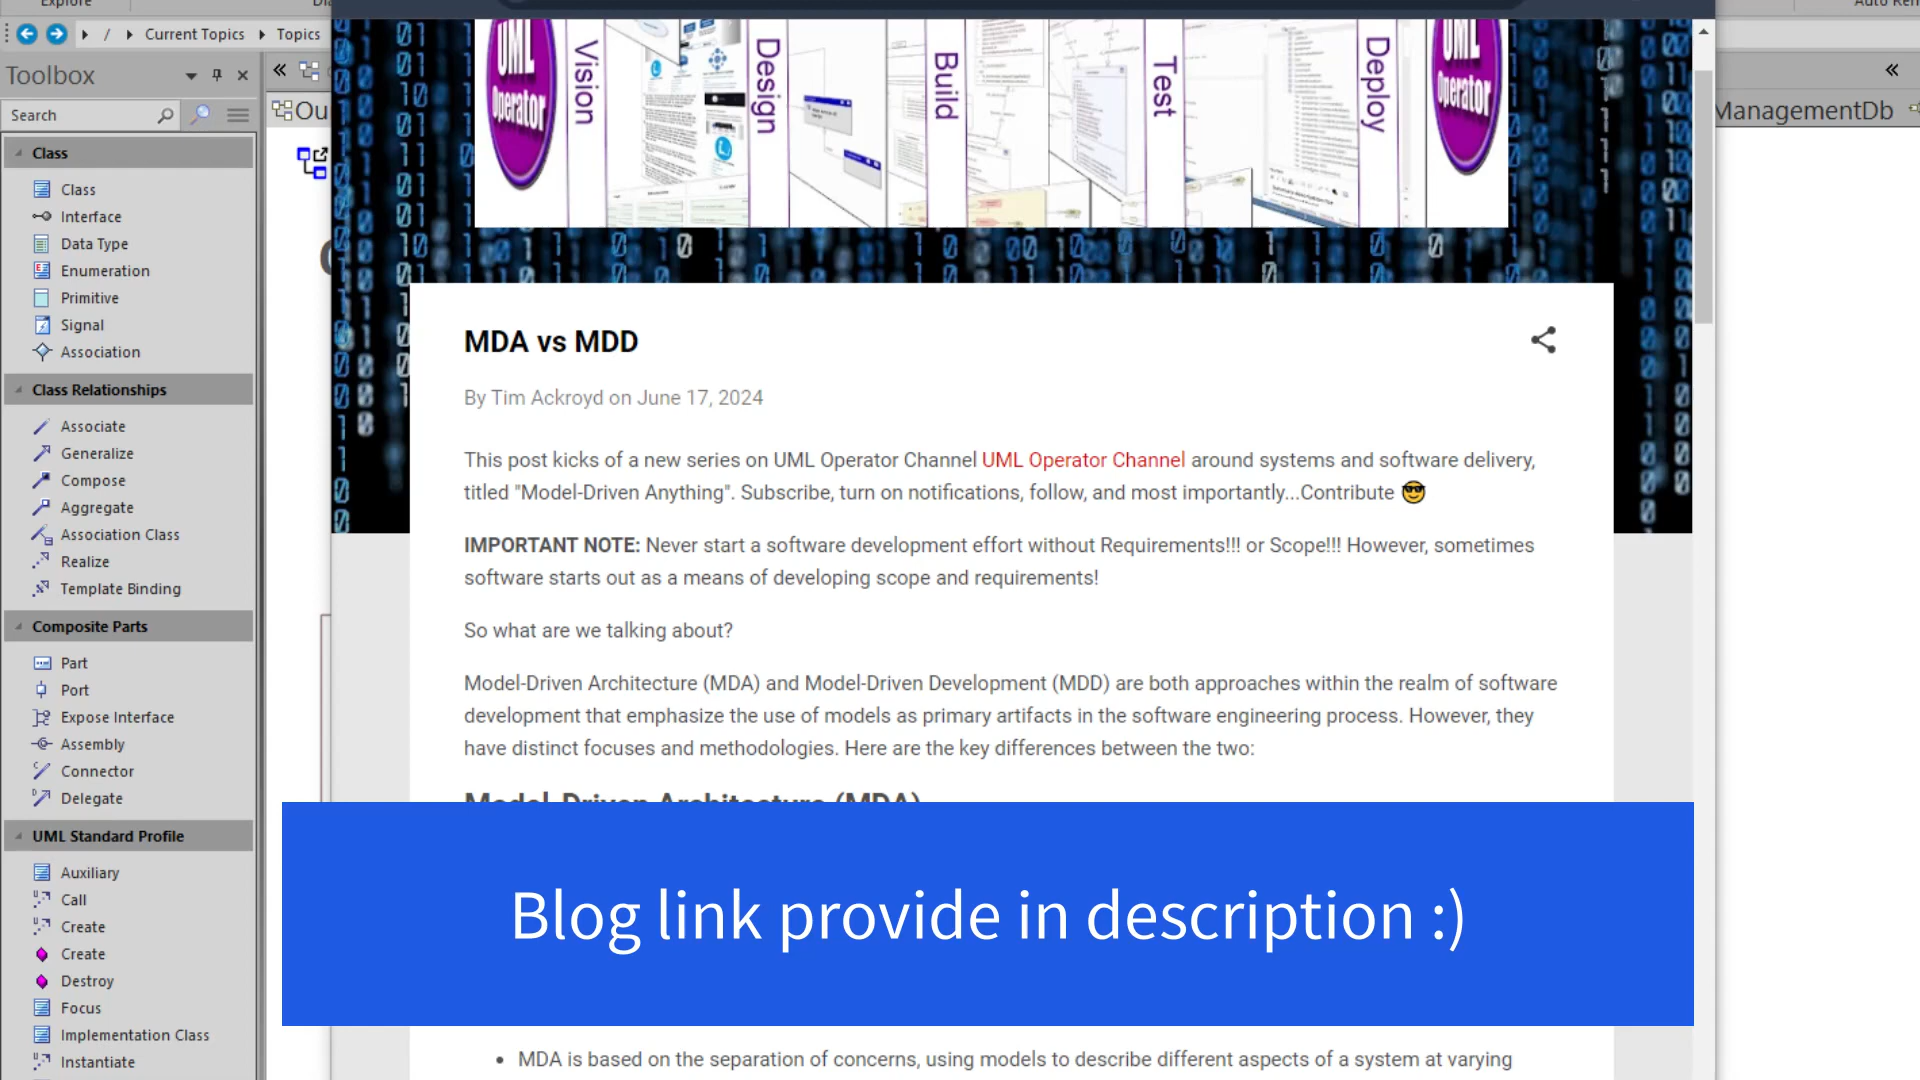 Explore
Auto Ren
/
Current Topics
Topics
Toolbox
Search
Ou
ManagementDb
Class
Class
Interface
Data Type
Enumeration
Primitive
Signal
Association
Class Relationships
Associate
Generalize
Compose
Aggregate
Association Class
Realize
Template Binding
Composite Parts
Part
Port
Expose Interface
Assembly
Connector
Delegate
UML Standard Profile
Auxiliary
Call
Create
Create
Destroy
Focus
Implementation Class
Instantiate
UML
Operator
Vision
Design
Build
Test
Deploy
UML
Operator
MDA vs MDD
By Tim Ackroyd on June 17, 2024
This post kicks of a new series on UML Operator Channel UML Operator Channel around systems and software delivery,
titled "Model-Driven Anything". Subscribe, turn on notifications, follow, and most importantly...Contribute 😎
IMPORTANT NOTE: Never start a software development effort without Requirements!!! or Scope!!! However, sometimes
software starts out as a means of developing scope and requirements!
So what are we talking about?
Model-Driven Architecture (MDA) and Model-Driven Development (MDD) are both approaches within the realm of software
development that emphasize the use of models as primary artifacts in the software engineering process. However, they
have distinct focuses and methodologies. Here are the key differences between the two:
Model-Driven Architecture (MDA)
Blog link provide in description :)
• MDA is based on the separation of concerns, using models to describe different aspects of a system at varying